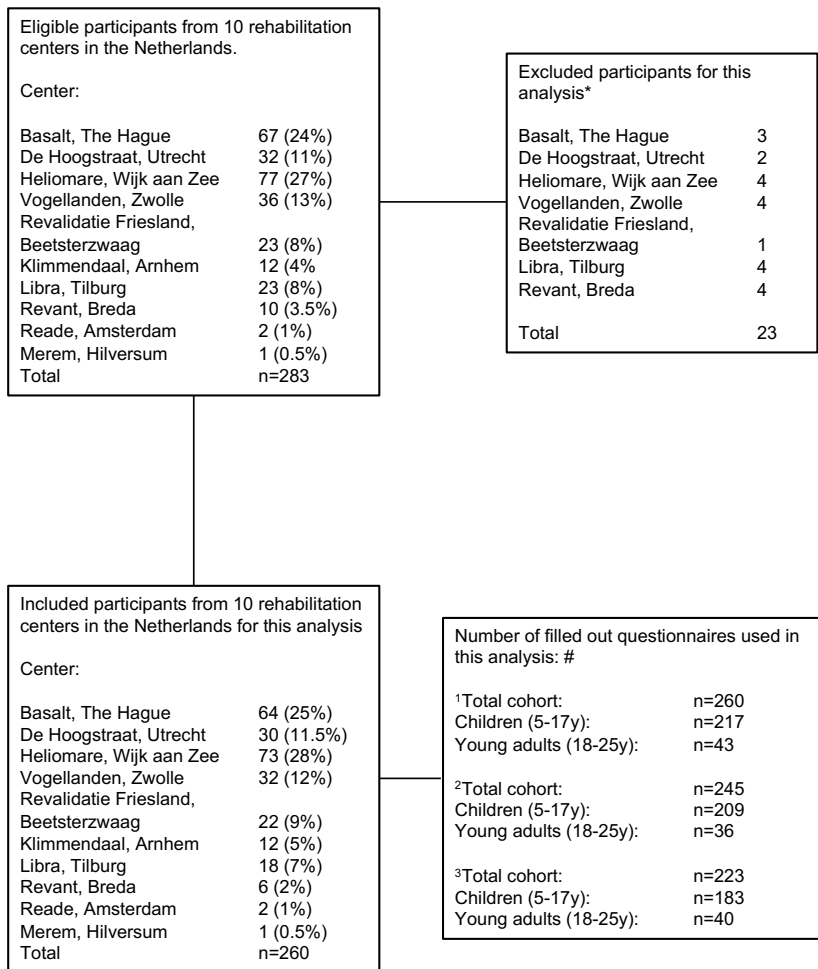 Eligible participants from 10 rehabilitation
centers in the Netherlands.
Center:
Basalt, The Hague 67 (24%)
De Hoogstraat, Utrecht 32 (11%)
Heliomare, Wijk aan Zee 77 (27%)
Vogellanden, Zwolle 36 (13%)
Revalidatie Friesland,
Beetsterzwaag 23 (8%)
Klimmendaal, Arnhem 12 (4%
Libra, Tilburg 23 (8%)
Revant, Breda 10 (3.5%)
Reade, Amsterdam 2 (1%)
Merem, Hilversum 1 (0.5%)
Total n=283
Excluded participants for this
analysis*
Basalt, The Hague 3
De Hoogstraat, Utrecht 2
Heliomare, Wijk aan Zee 4
Vogellanden, Zwolle 4
Revalidatie Friesland,
Beetsterzwaag 1
Libra, Tilburg 4
Revant, Breda 4
Total 23
Included participants from 10 rehabilitation
centers in the Netherlands for this analysis
Center:
Basalt, The Hague 64 (25%)
De Hoogstraat, Utrecht 30 (11.5%)
Heliomare, Wijk aan Zee 73 (28%)
Vogellanden, Zwolle 32 (12%)
Revalidatie Friesland,
Beetsterzwaag 22 (9%)
Klimmendaal, Arnhem 12 (5%)
Libra, Tilburg 18 (7%)
Revant, Breda 6 (2%)
Reade, Amsterdam 2 (1%)
Merem, Hilversum 1 (0.5%)
Total n=260
Number of filled out questionnaires used in
this analysis: #
¹Total cohort: n=260
Children (5-17y): n=217
Young adults (18-25y): n=43
²Total cohort: n=245
Children (5-17y): n=209
Young adults (18-25y): n=36
³Total cohort: n=223
Children (5-17y): n=183
Young adults (18-25y): n=40